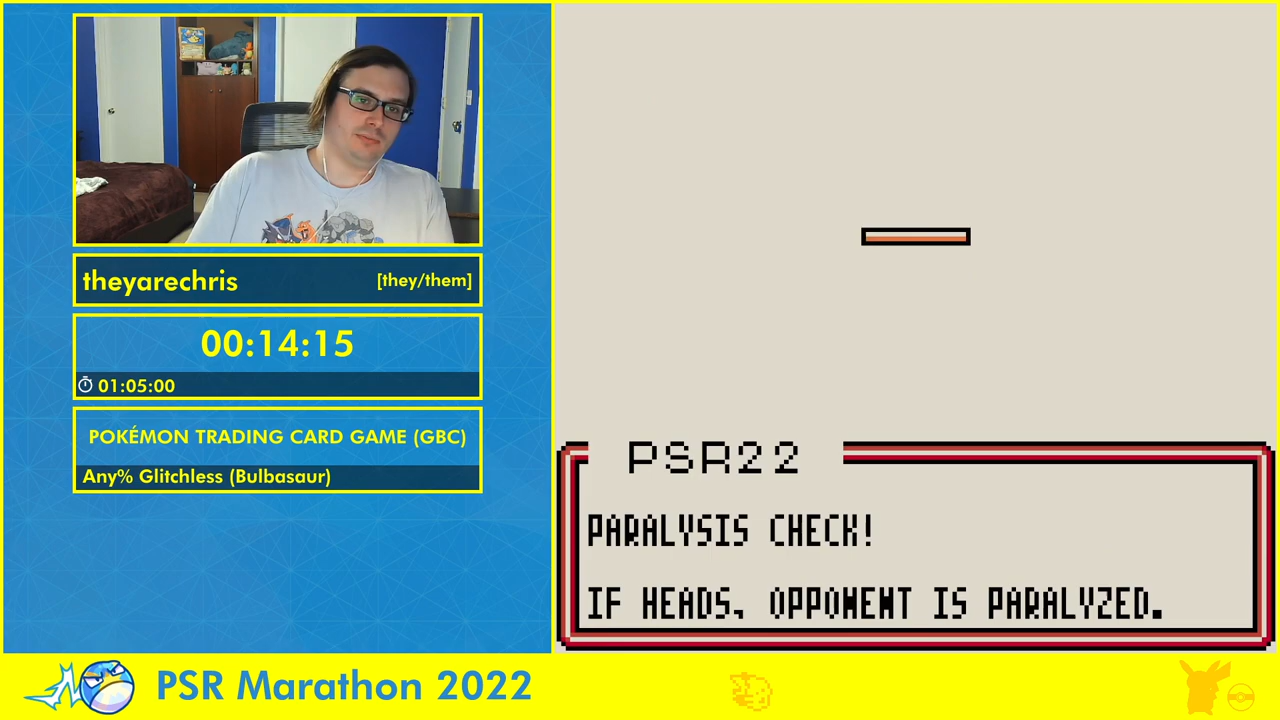 theyarechris
[they/them]
00:14:15
01:05:00
POKÉMON TRADING CARD GAME (GBC)
Any% Glitchless (Bulbasaur)
PSR22
PARALYSIS CHECK!
IF HEADS, OPPONENT IS PARALYZED.
PSR Marathon 2022